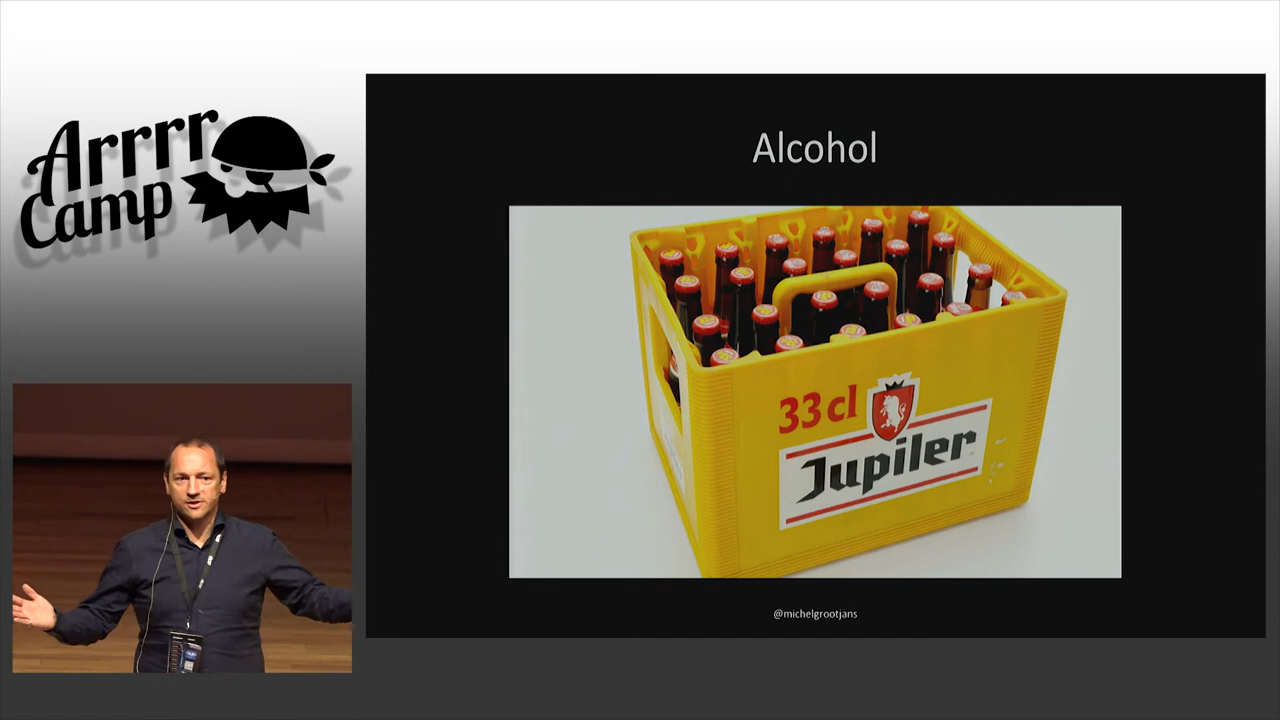 Arrrr
Camp
Alcohol
33 cl
Jupiler
@michelgrootjans